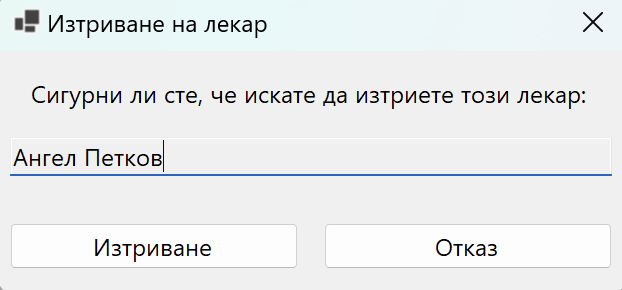 Изтриване на лекар
Сигурни ли сте, че искате да изтриете този лекар:
Ангел Петков
Изтриване
Отказ